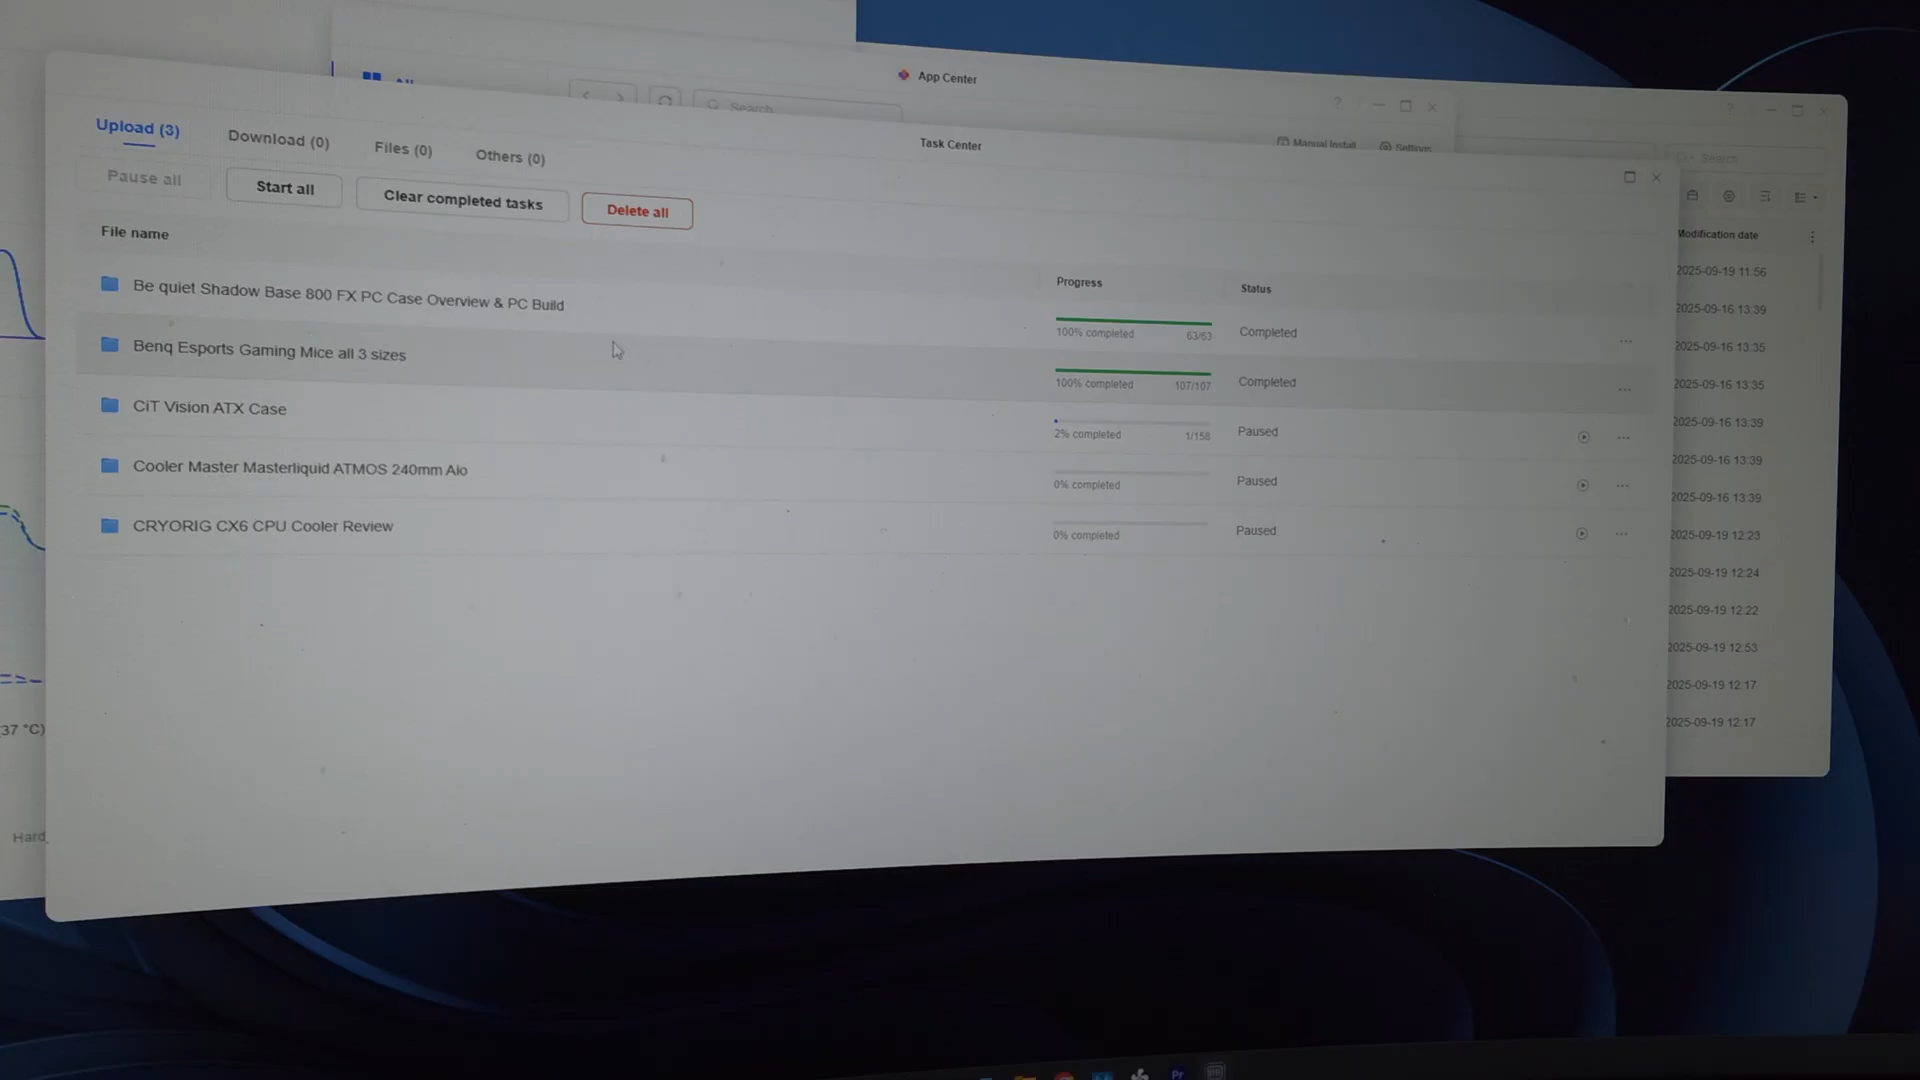 App Center
Search
Manual Install
Settings
Task Center
Upload (3)
Download (0)
Files (0)
Others (0)
Pause all
Start all
Clear completed tasks
Delete all
File name
Progress
Status
Be quiet Shadow Base 800 FX PC Case Overview & PC Build
100% completed
63/63
Completed
Benq Esports Gaming Mice all 3 sizes
100% completed
107/107
Completed
CiT Vision ATX Case
2% completed
1/158
Paused
Cooler Master Masterliquid ATMOS 240mm Aio
0% completed
Paused
CRYORIG CX6 CPU Cooler Review
0% completed
Paused
Search
Modification date
2025-09-19 11:56
2025-09-16 13:39
2025-09-16 13:35
2025-09-16 13:35
2025-09-16 13:39
2025-09-16 13:39
2025-09-16 13:39
2025-09-19 12:23
2025-09-19 12:24
2025-09-19 12:22
2025-09-19 12:53
2025-09-19 12:17
2025-09-19 12:17
37 °C)
Hard
Pr